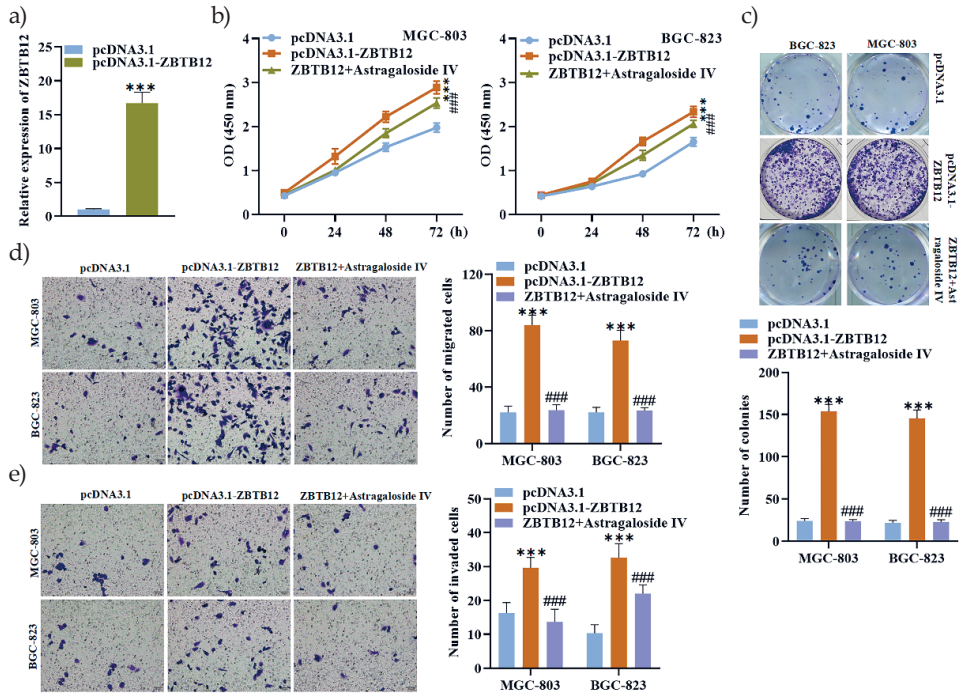 a)
Relative expression of ZBTB12
25
20
15
10
5
0
pcDNA3.1
pcDNA3.1-ZBTB12
***
b)
OD (450 nm)
4
3
2
1
0
pcDNA3.1
MGC-803
pcDNA3.1-ZBTB12
ZBTB12+Astragaloside IV
***
###
0 24 48 72 (h)
OD (450 nm)
4
3
2
1
0
pcDNA3.1
BGC-823
pcDNA3.1-ZBTB12
ZBTB12+Astragaloside IV
***
###
0 24 48 72 (h)
c)
BGC-823 MGC-803
pcDNA3.1
pcDNA3.1-
ZBTB12
ZBTB12+Ast
ragaloside IV
pcDNA3.1
pcDNA3.1-ZBTB12
ZBTB12+Astragaloside IV
Number of colonies
200
150
100
50
0
*** ***
### ###
MGC-803 BGC-823
d)
pcDNA3.1 pcDNA3.1-ZBTB12 ZBTB12+Astragaloside IV
MGC-803
BGC-823
Number of migrated cells
120
90
60
30
0
pcDNA3.1
pcDNA3.1-ZBTB12
ZBTB12+Astragaloside IV
*** ***
### ###
MGC-803 BGC-823
e)
pcDNA3.1 pcDNA3.1-ZBTB12 ZBTB12+Astragaloside IV
MGC-803
BGC-823
Number of invaded cells
50
40
30
20
10
0
pcDNA3.1
pcDNA3.1-ZBTB12
ZBTB12+Astragaloside IV
*** ***
### ###
MGC-803 BGC-823